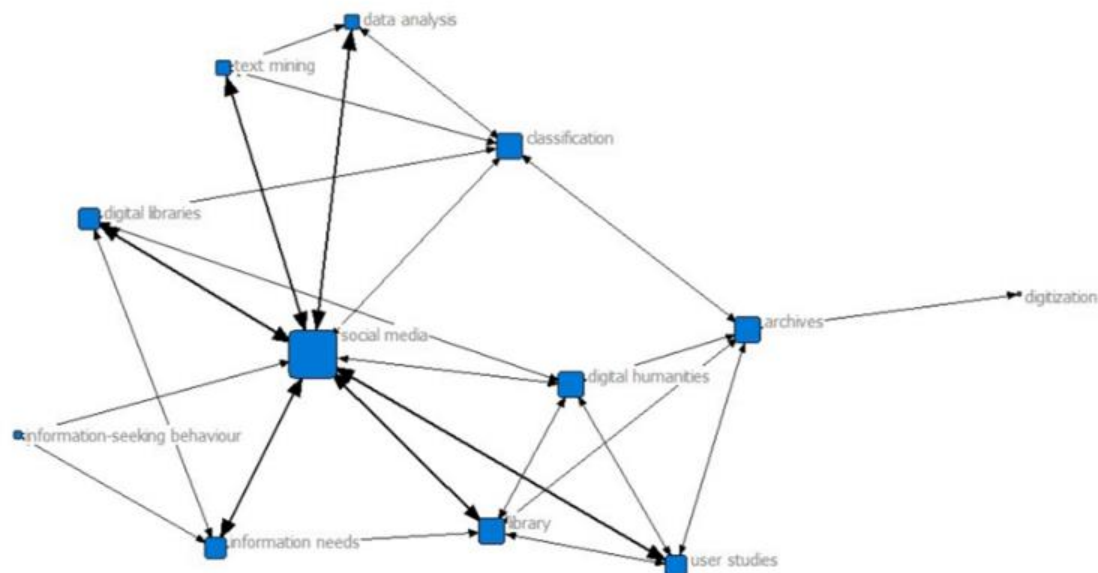 data analysis
text mining
classification
digital libraries
digitization
archives
social media
digital humanities
information-seeking behaviour
library
information needs
user studies